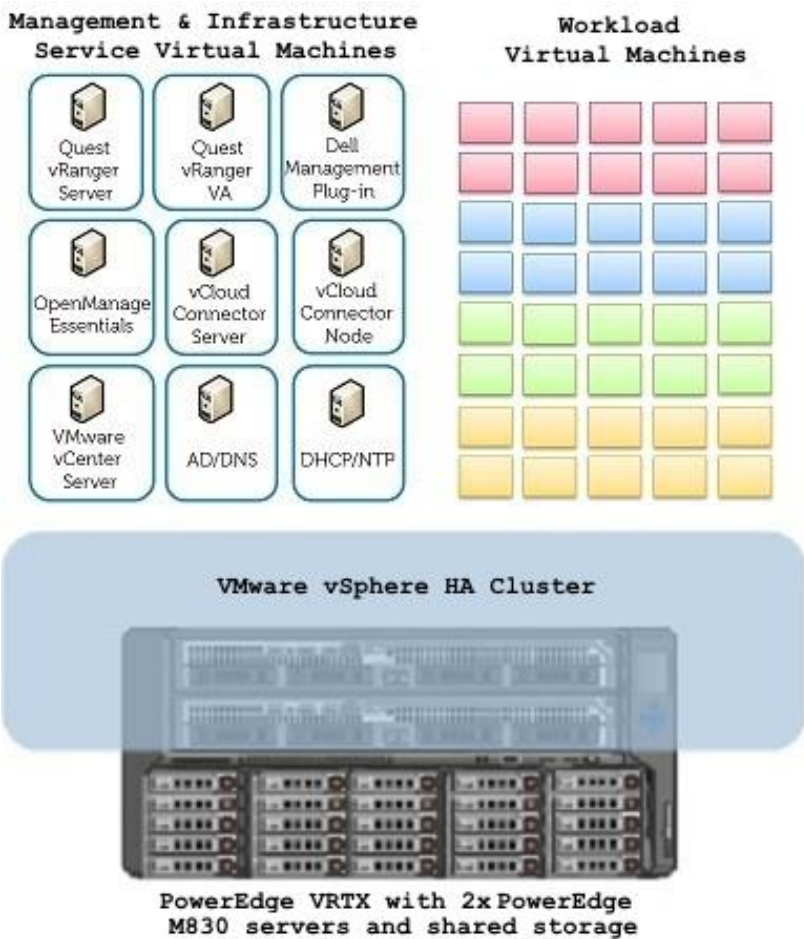 Management & Infrastructure
Service Virtual Machines
Workload
Virtual Machines
Quest
vRanger
Server
Quest
vRanger
VA
Dell
Management
Plug-in
OpenManage
Essentials
vCloud
Connector
Server
vCloud
Connector
Node
VMware
vCenter
Server
AD/DNS
DHCP/NTP
VMware vSphere HA Cluster
PowerEdge VRTX with 2x PowerEdge
M830 servers and shared storage